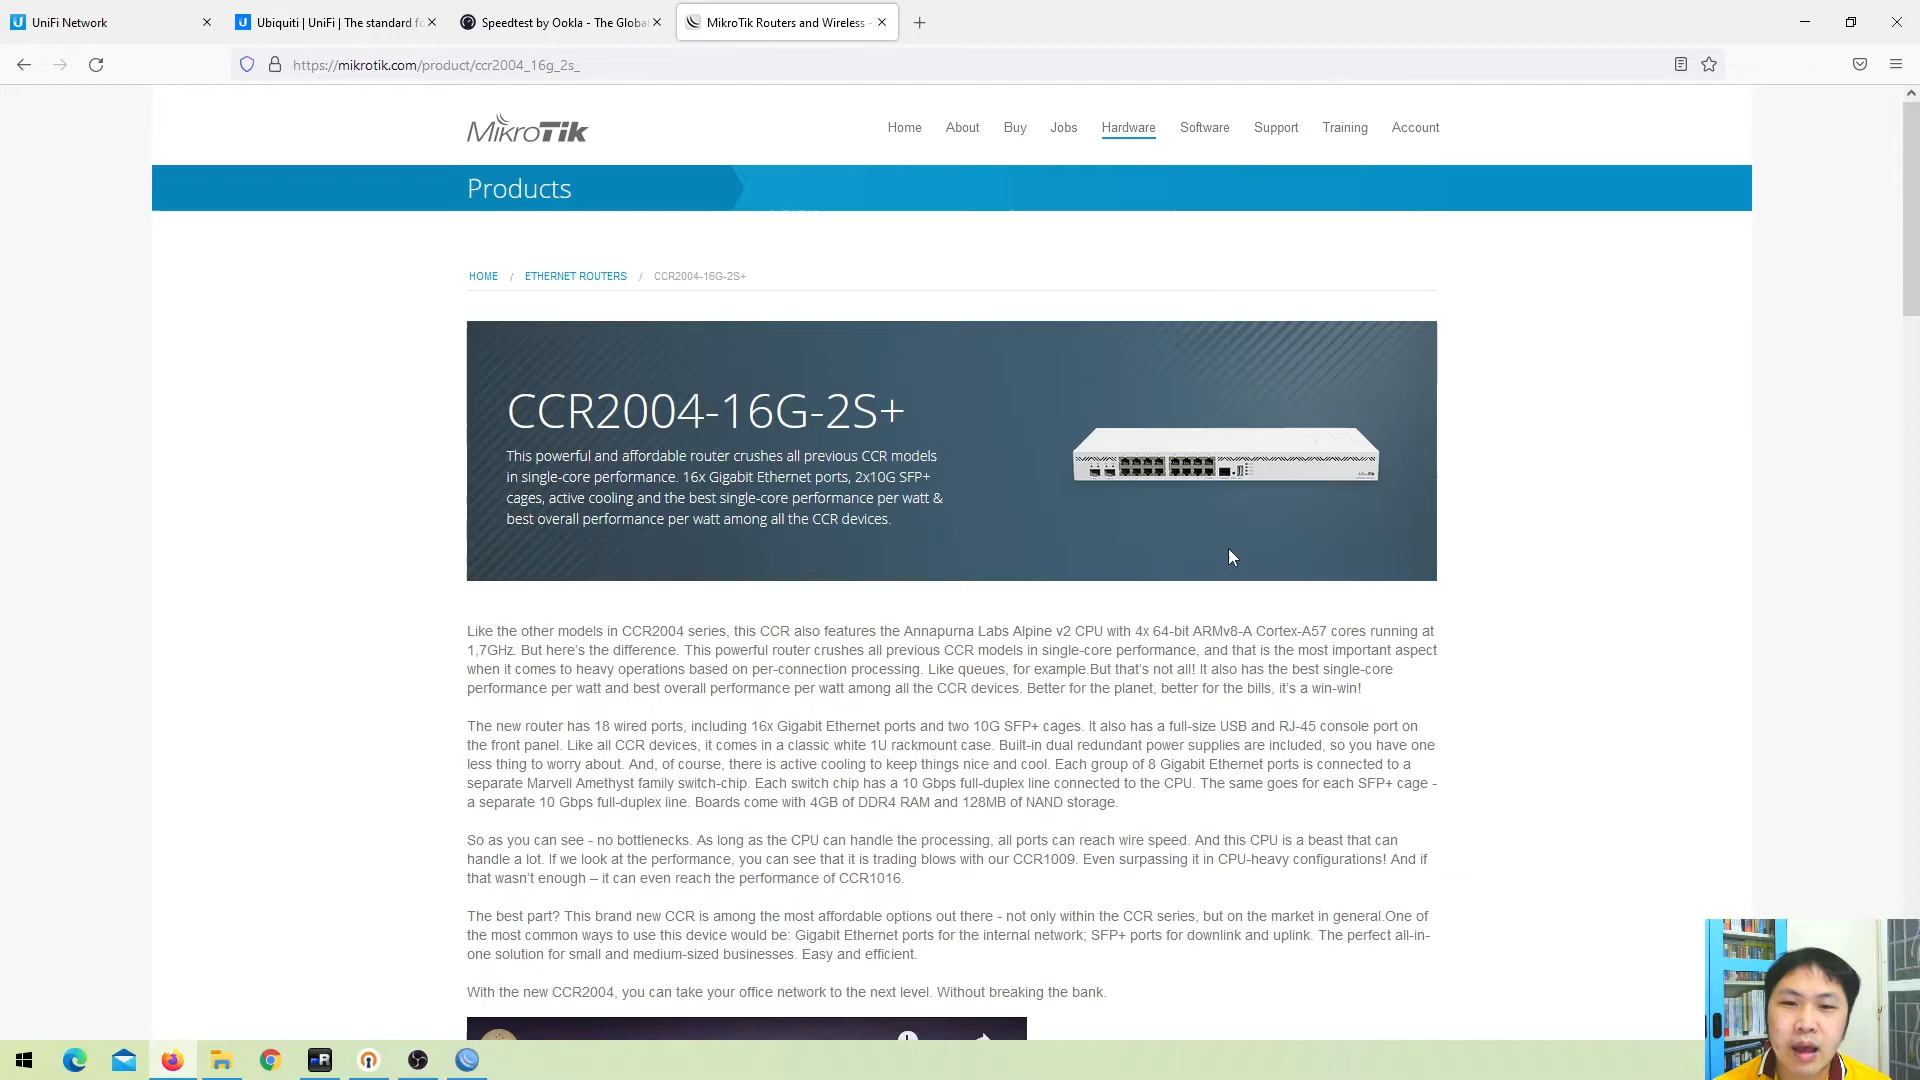 UniFi Network
Ubiquiti | UniFi | The standard fo
Speedtest by Ookla - The Global
MikroTik Routers and Wireless -
https://mikrotik.com/product/ccr2004_16g_2s_
MikroTik
Home About Buy Jobs Hardware Software Support Training Account
Products
HOME / ETHERNET ROUTERS / CCR2004-16G-2S+
CCR2004-16G-2S+
This powerful and affordable router crushes all previous CCR models
in single-core performance. 16x Gigabit Ethernet ports, 2x10G SFP+
cages, active cooling and the best single-core performance per watt &
best overall performance per watt among all the CCR devices.
Like the other models in CCR2004 series, this CCR also features the Annapurna Labs Alpine v2 CPU with 4x 64-bit ARMv8-A Cortex-A57 cores running at
1,7GHz. But here's the difference. This powerful router crushes all previous CCR models in single-core performance, and that is the most important aspect
when it comes to heavy operations based on per-connection processing. Like queues, for example.But that's not all! It also has the best single-core
performance per watt and best overall performance per watt among all the CCR devices. Better for the planet, better for the bills, it's a win-win!
The new router has 18 wired ports, including 16x Gigabit Ethernet ports and two 10G SFP+ cages. It also has a full-size USB and RJ-45 console port on
the front panel. Like all CCR devices, it comes in a classic white 1U rackmount case. Built-in dual redundant power supplies are included, so you have one
less thing to worry about. And, of course, there is active cooling to keep things nice and cool. Each group of 8 Gigabit Ethernet ports is connected to a
separate Marvell Amethyst family switch-chip. Each switch chip has a 10 Gbps full-duplex line connected to the CPU. The same goes for each SFP+ cage -
a separate 10 Gbps full-duplex line. Boards come with 4GB of DDR4 RAM and 128MB of NAND storage.
So as you can see - no bottlenecks. As long as the CPU can handle the processing, all ports can reach wire speed. And this CPU is a beast that can
handle a lot. If we look at the performance, you can see that it is trading blows with our CCR1009. Even surpassing it in CPU-heavy configurations! And if
that wasn't enough – it can even reach the performance of CCR1016.
The best part? This brand new CCR is among the most affordable options out there - not only within the CCR series, but on the market in general.One of
the most common ways to use this device would be: Gigabit Ethernet ports for the internal network; SFP+ ports for downlink and uplink. The perfect all-in-
one solution for small and medium-sized businesses. Easy and efficient.
With the new CCR2004, you can take your office network to the next level. Without breaking the bank.